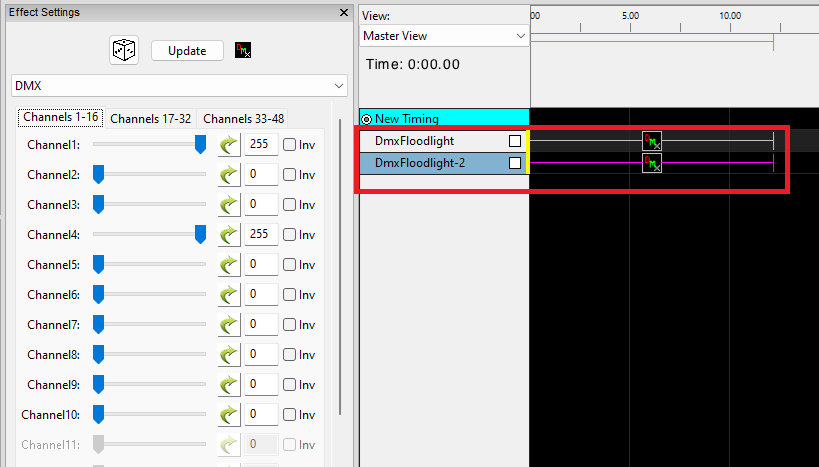 Effect Settings
Update
DMX
Channels 1-16 Channels 17-32 Channels 33-48
Channel1: 255 Inv
Channel2: 0 Inv
Channel3: 0 Inv
Channel4: 255 Inv
Channel5: 0 Inv
Channel6: 0 Inv
Channel7: 0 Inv
Channel8: 0 Inv
Channel9: 0 Inv
Channel10: 0 Inv
Channel11: 0 Inv
View:
Master View
Time: 0:00.00
00 5.00 10.00
New Timing
DmxFloodlight
DmxFloodlight-2